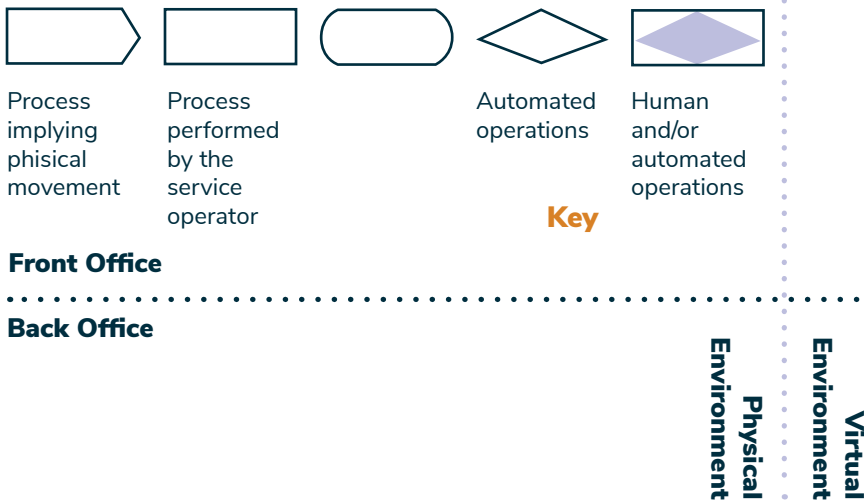 Process
implying
phisical
movement
Process
performed
by the
service
operator
Automated
operations
Human
and/or
automated
operations
Key
Front Office
Back Office
Physical
Environment
Virtual
Environment